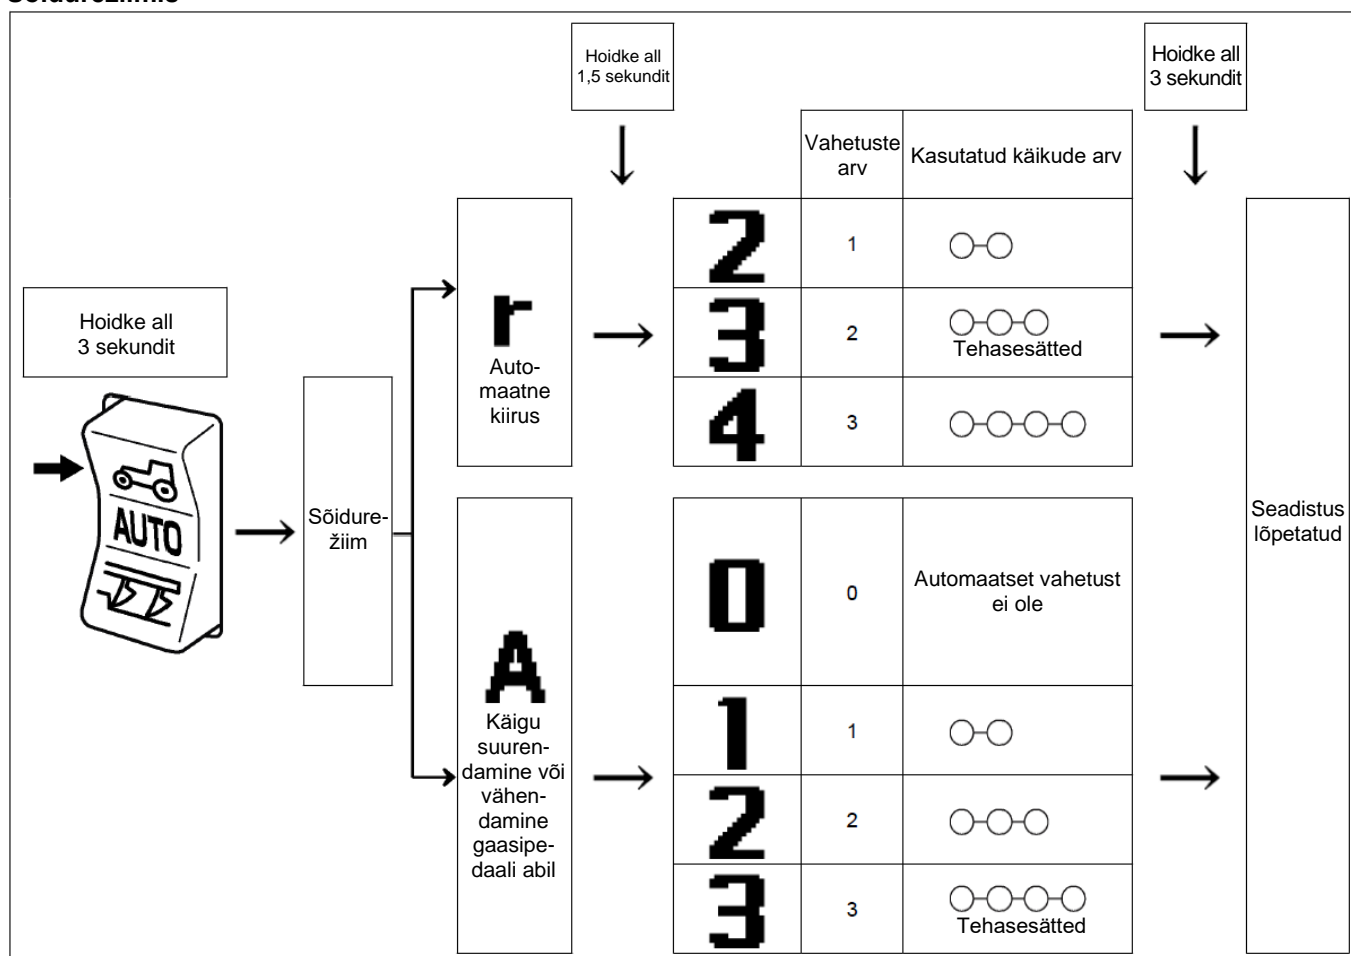 Hoidke all
1,5 sekundit
Hoidke all
3 sekundit
Vahetuste
arv
Kasutatud käikude arv
Hoidke all
3 sekundit
AUTO
Sõidure-
žiim
r
Auto-
maatne
kiirus
2
1
3
2
Tehasesätted
4
3
A
Käigu
suuren-
damine või
vähen-
damine
gaasipe-
daali abil
0
0
Automaatset vahetust
ei ole
1
1
2
2
3
3
Tehasesätted
Seadistus
lõpetatud